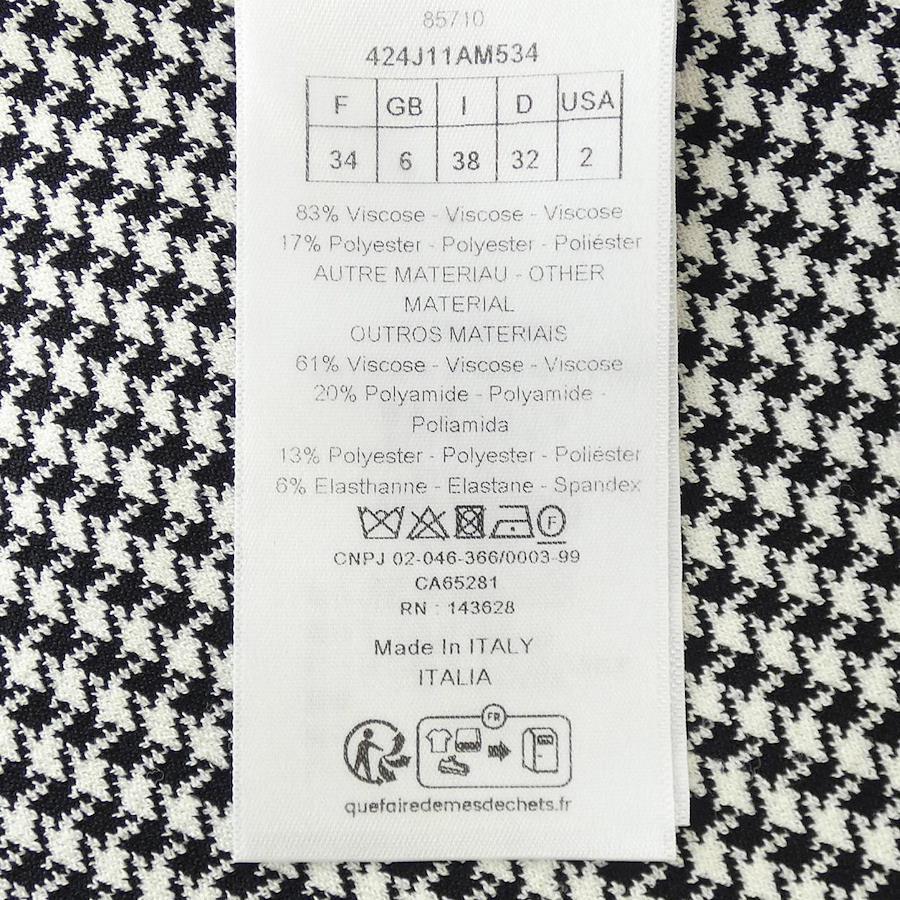 85710
424J11AM534
F GB I D USA
34 6 38 32 2
83% Viscose - Viscose - Viscose
17% Polyester - Polyester - Poliéster
AUTRE MATERIAU - OTHER
MATERIAL
OUTROS MATERIAIS
61% Viscose - Viscose - Viscose
20% Polyamide - Polyamide -
Poliamida
13% Polyester - Polyester - Poliéster
6% Elasthanne - Elastane - Spandex
F
CNPJ 02-046-366/0003-99
CA65281
RN : 143628
Made In ITALY
ITALIA
FR
quefairedemesdechets.fr